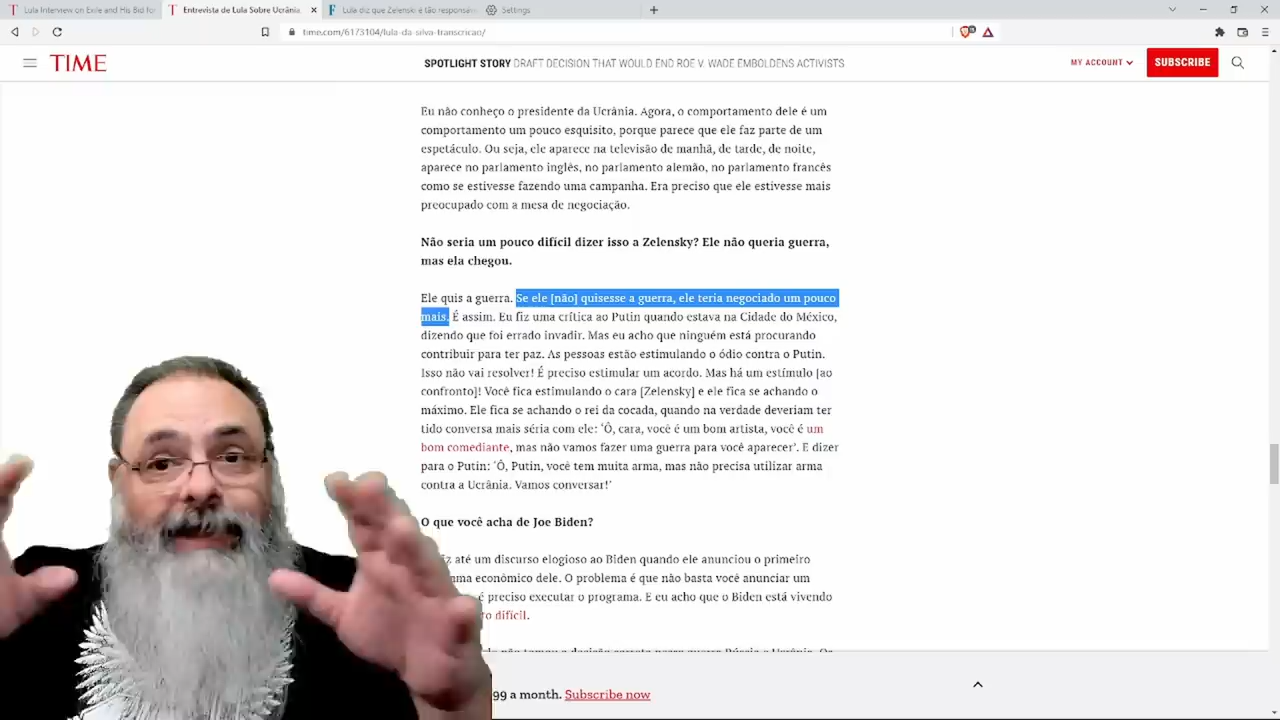 Lula Interview on Exile and His Bid for
Entrevista de Lula Sobre Ucrânia,
Lula diz que Zelenski é tão responsáv
Settings
time.com/6173104/lula-da-silva-transcricao/
TIME
SPOTLIGHT STORY DRAFT DECISION THAT WOULD END ROE V. WADE EMBOLDENS ACTIVISTS
MY ACCOUNT
SUBSCRIBE
Eu não conheço o presidente da Ucrânia. Agora, o comportamento dele é um
comportamento um pouco esquisito, porque parece que ele faz parte de um
espetáculo. Ou seja, ele aparece na televisão de manhã, de tarde, de noite,
aparece no parlamento inglês, no parlamento alemão, no parlamento francês
como se estivesse fazendo uma campanha. Era preciso que ele estivesse mais
preocupado com a mesa de negociação.
Não seria um pouco difícil dizer isso a Zelensky? Ele não queria guerra,
mas ela chegou.
Ele quis a guerra. Se ele [não] quisesse a guerra, ele teria negociado um pouco
mais. É assim. Eu fiz uma crítica ao Putin quando estava na Cidade do México,
dizendo que foi errado invadir. Mas eu acho que ninguém está procurando
contribuir para ter paz. As pessoas estão estimulando o ódio contra o Putin.
Isso não vai resolver! É preciso estimular um acordo. Mas há um estímulo [ao
confronto]! Você fica estimulando o cara [Zelensky] e ele fica se achando o
máximo. Ele fica se achando o rei da cocada, quando na verdade deveriam ter
tido conversa mais séria com ele: ‘Ô, cara, você é um bom artista, você é um
bom comediante, mas não vamos fazer uma guerra para você aparecer’. E dizer
para o Putin: ‘Ô, Putin, você tem muita arma, mas não precisa utilizar arma
contra a Ucrânia. Vamos conversar!’
O que você acha de Joe Biden?
até um discurso elogioso ao Biden quando ele anunciou o primeiro
econômico dele. O problema é que não basta você anunciar um
é preciso executar o programa. E eu acho que o Biden está vivendo
difícil.
99 a month. Subscribe now